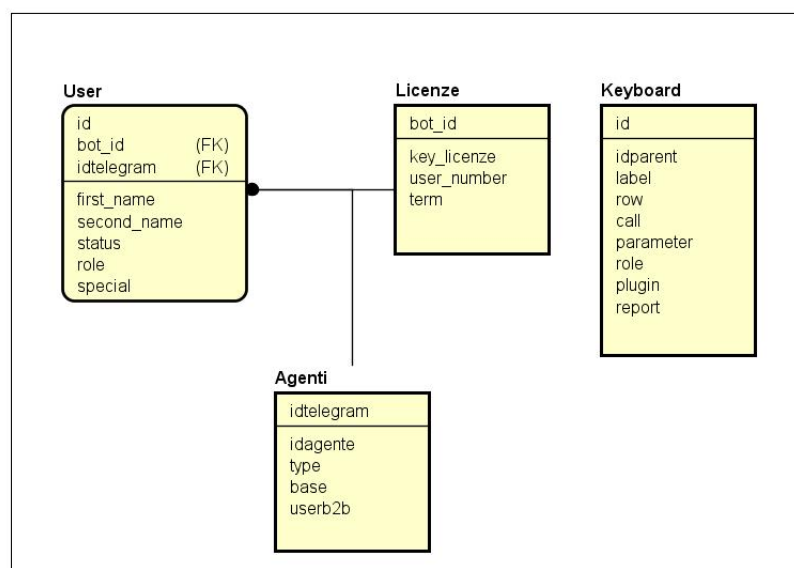 User
id
bot_id (FK)
idtelegram (FK)
first_name
second_name
status
role
special
Licenze
bot_id
key_licenze
user_number
term
Keyboard
id
idparent
label
row
call
parameter
role
plugin
report
Agenti
idtelegram
idagente
type
base
userb2b